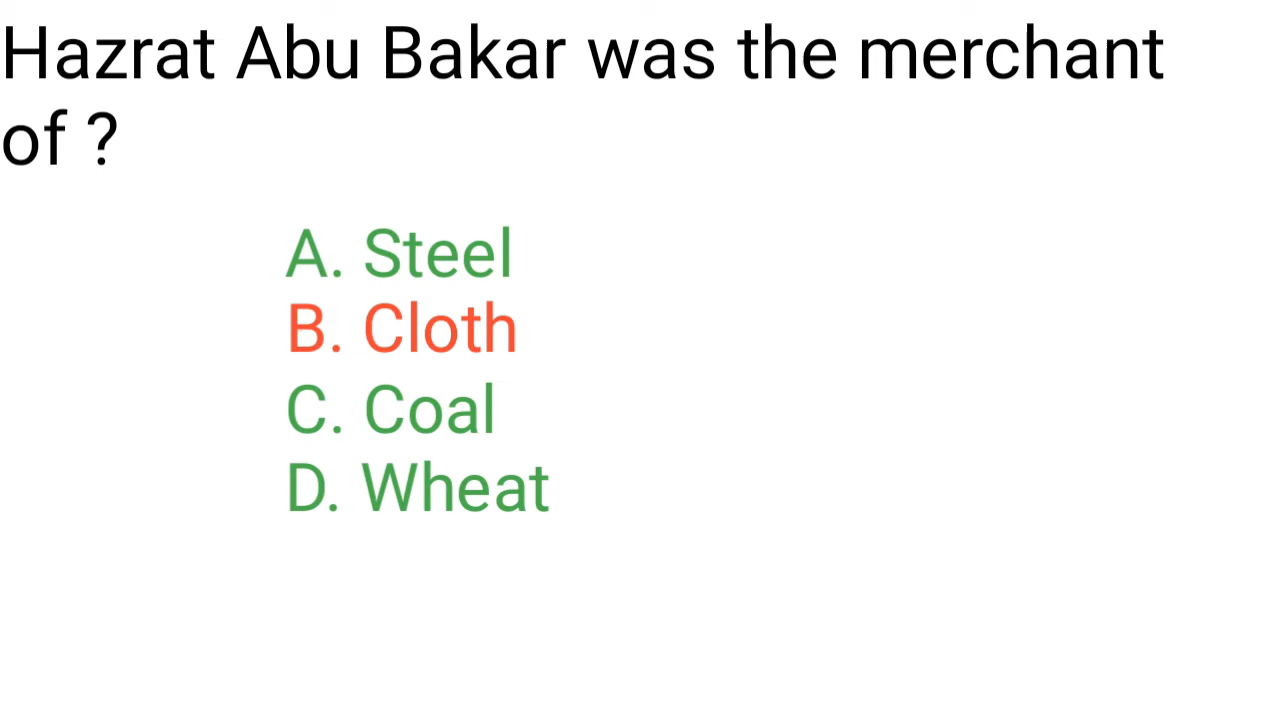 Hazrat Abu Bakar was the merchant
of ?
A. Steel
B. Cloth
C. Coal
D. Wheat